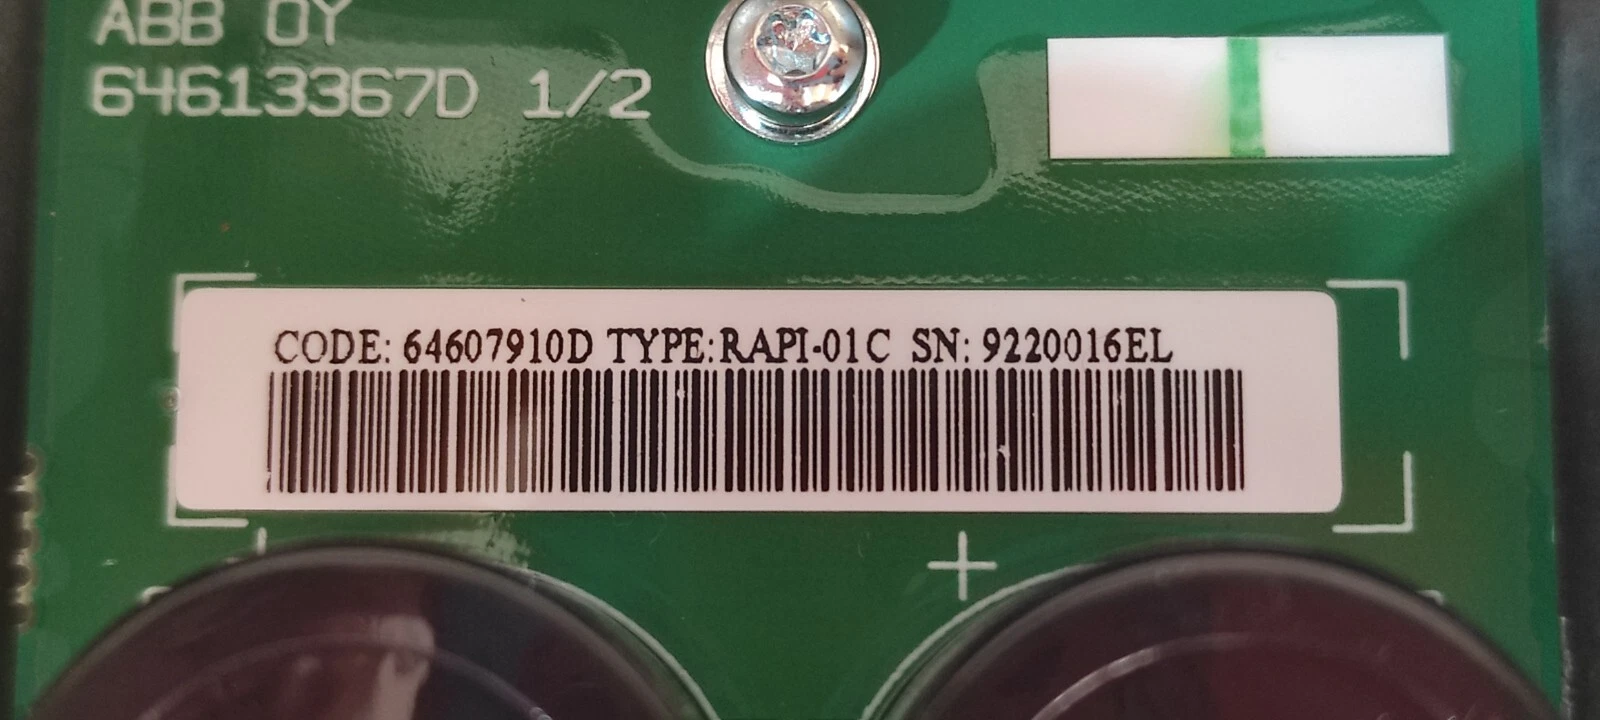 ABB OY
64613367D 1/2
CODE: 64607910D TYPE:RAPI-01C SN: 9220016EL
+